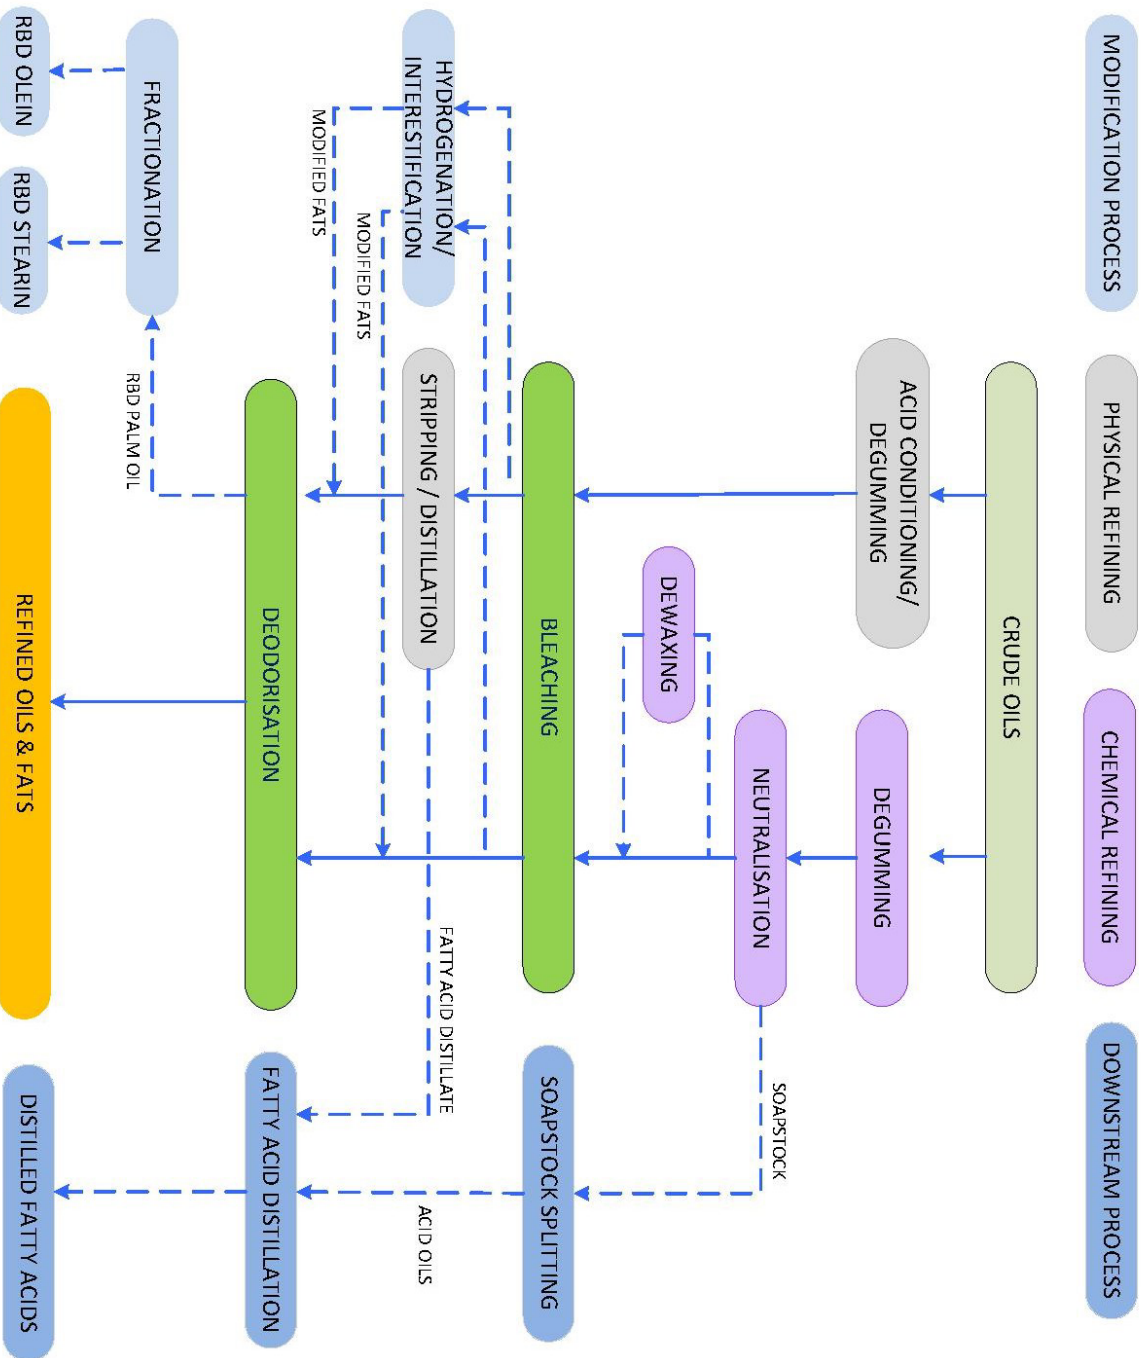 MODIFICATION PROCESS
PHYSICAL REFINING
CHEMICAL REFINING
DOWNSTREAM PROCESS
CRUDE OILS
ACID CONDITIONING/
DEGUMMING
DEGUMMING
NEUTRALISATION
SOAPSTOCK
DEWAXING
BLEACHING
SOAPSTOCK SPLITTING
HYDROGENATION/
INTERESTIFICATION
STRIPPING / DISTILLATION
FATTY ACID DISTILLATE
ACID OILS
MODIFIED FATS
MODIFIED FATS
DEODORISATION
FATTY ACID DISTILLATION
FRACTIONATION
RBD PALM OIL
RBD OLEIN
RBD STEARIN
REFINED OILS & FATS
DISTILLED FATTY ACIDS